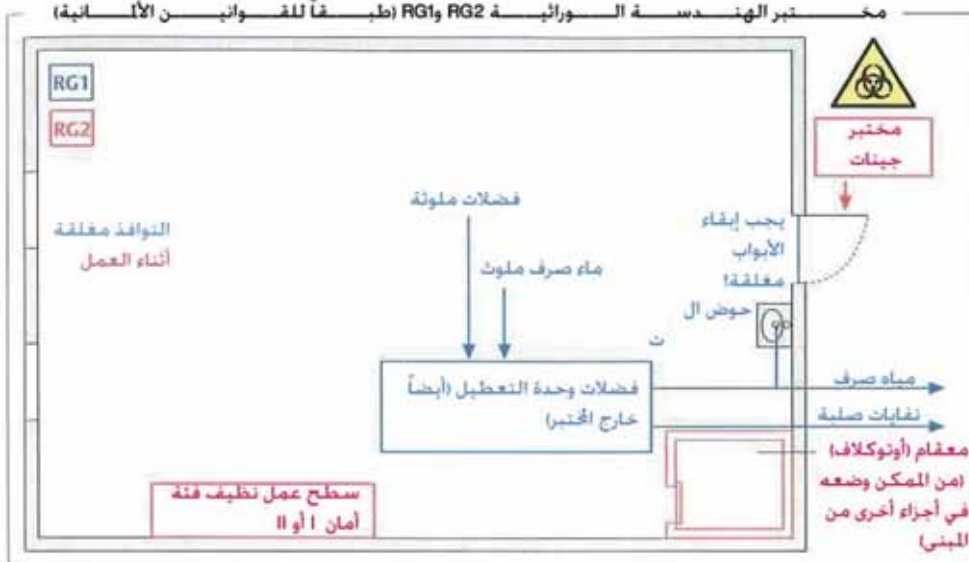 مختبر الهندسة الوراثية RG2 وRG1 (طبقاً للقوانين الألمانية)
RG1
RG2
مختبر
جينات
فضلات ملوثة
النوافذ مغلقة
أثناء العمل
ماء صرف ملوث
يجب إبقاء
الأبواب
مغلقة!
حوض ال
ت
فضلات وحدة التعطيل (أيضاً
خارج المختبر)
مياه صرف
نفايات صلبة
معقام (أوتوكلاف)
(من الممكن وضعه
في أجزاء أخرى من
المبنى)
سطح عمل نظيف فئة
أمان I أو II